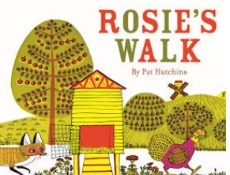 ROSIE'S
WALK
By Pat Hutchins